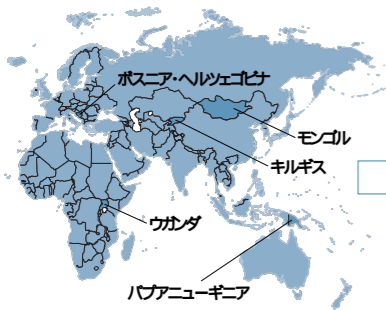 ボスニア・ヘルツェゴビナ
モンゴル
キルギス
ウガンダ
パプアニューギニア